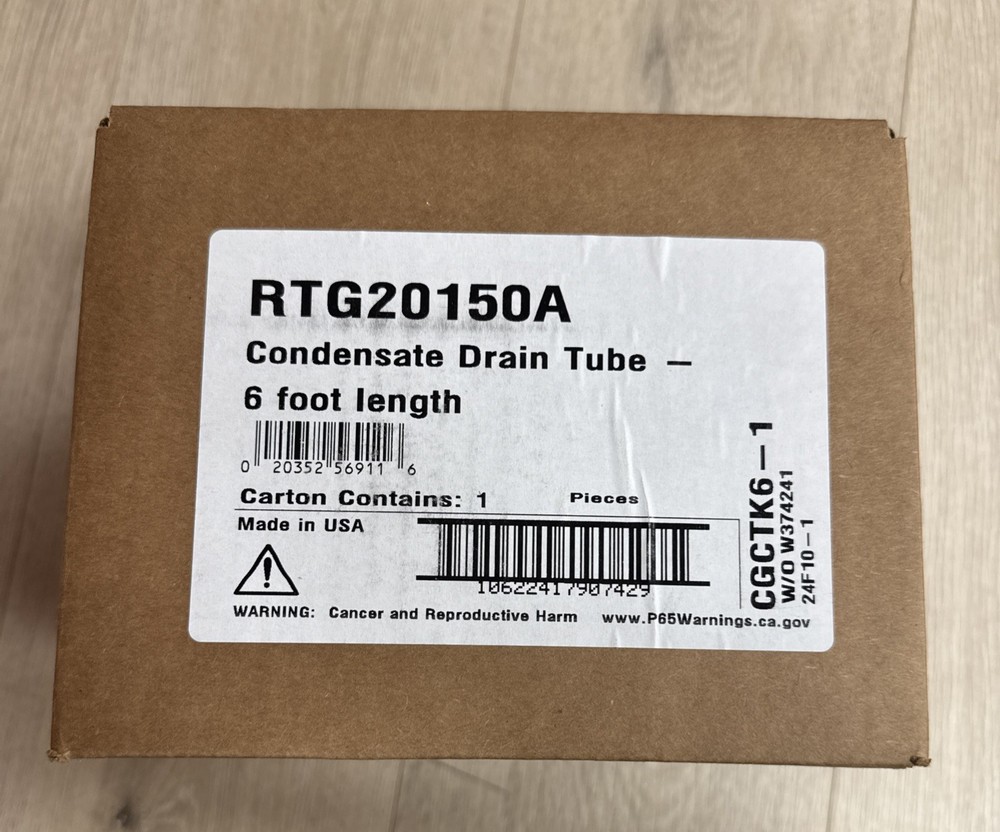 RTG20150A
Condensate Drain Tube —
6 foot length
0 20352 56911 6
Carton Contains: 1 Pieces
Made in USA
10622417907429
WARNING: Cancer and Reproductive Harm www.P65Warnings.ca.gov
CGCTK6—1
W/O W374241
24F10—1